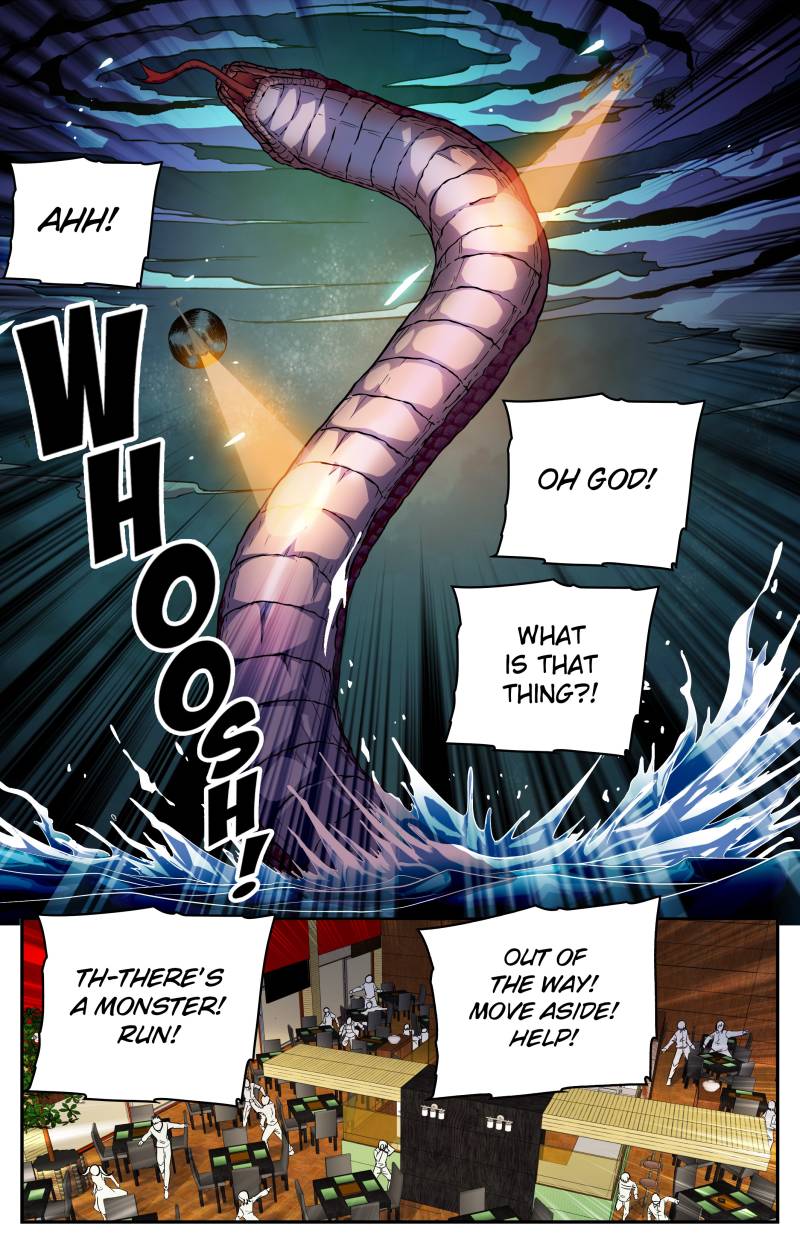 AHH!
WHOOSH!
OH GOD!
WHAT
IS THAT
THING?!
TH-THERE'S
A MONSTER!
RUN!
OUT OF
THE WAY!
MOVE ASIDE!
HELP!